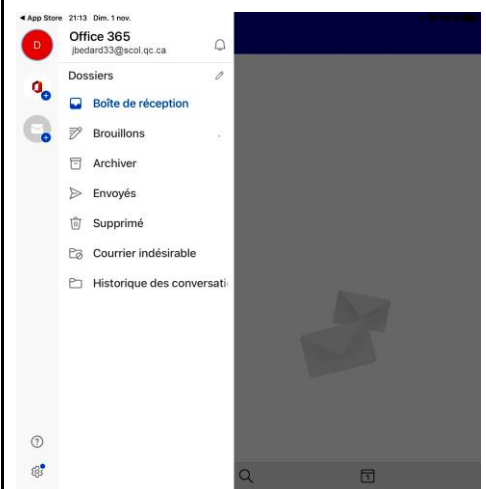 ◀ App Store 21:13 Dim. 1 nov.
D
Office 365
jbedard33@scol.qc.ca
Dossiers
Boîte de réception
Brouillons
Archiver
Envoyés
Supprimé
Courrier indésirable
Historique des conversati
1